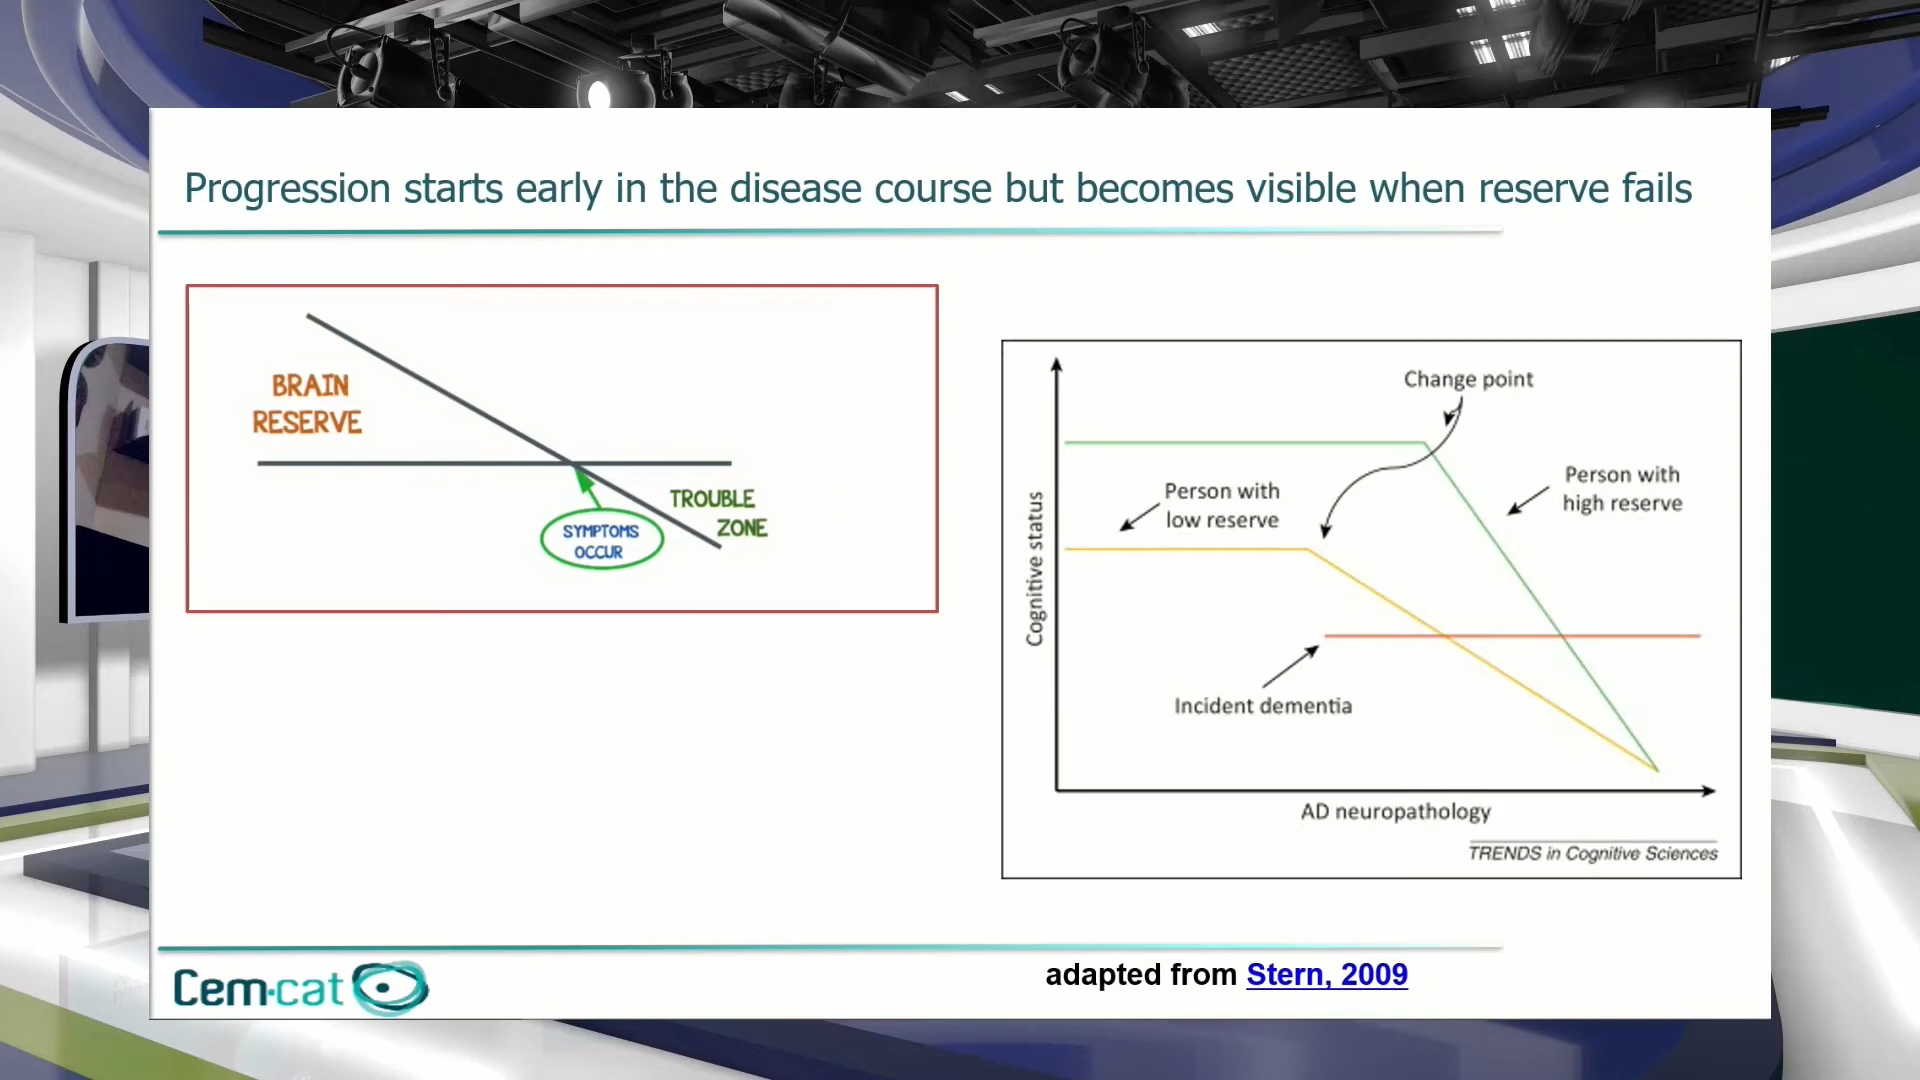 Progression starts early in the disease course but becomes visible when reserve fails
BRAIN
RESERVE
TROUBLE
ZONE
SYMPTOMS
OCCUR
Change point
Person with
high reserve
Person with
low reserve
Cognitive status
Incident dementia
AD neuropathology
TRENDS in Cognitive Sciences
Cem·cat
adapted from Stern, 2009